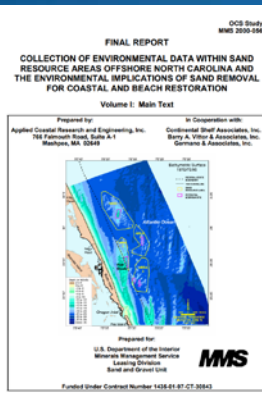 OCS Study
MMS 2000-056
FINAL REPORT
COLLECTION OF ENVIRONMENTAL DATA WITHIN SAND
RESOURCE AREAS OFFSHORE NORTH CAROLINA AND
THE ENVIRONMENTAL IMPLICATIONS OF SAND REMOVAL
FOR COASTAL AND BEACH RESTORATION
Volume I: Main Text
Prepared by:
Applied Coastal Research and Engineering, Inc.
766 Falmouth Road, Suite A-1
Mashpee, MA 02649
In Cooperation with:
Continental Shelf Associates, Inc.
Barry A. Vittor & Associates, Inc.
Germano & Associates, Inc.
Atlantic Ocean
Prepared for:
U.S. Department of the Interior
Minerals Management Service
Leasing Division
Sand and Gravel Unit
MMS
Funded Under Contract Number 1435-01-97-CT-30843